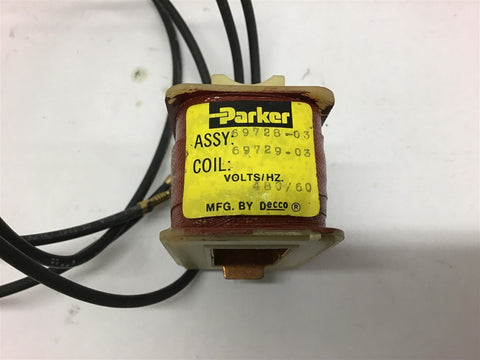 Parker
ASSY: 69728-03
COIL: 69729-03
VOLTS/HZ.
480/60
MFG. BY Decco ®